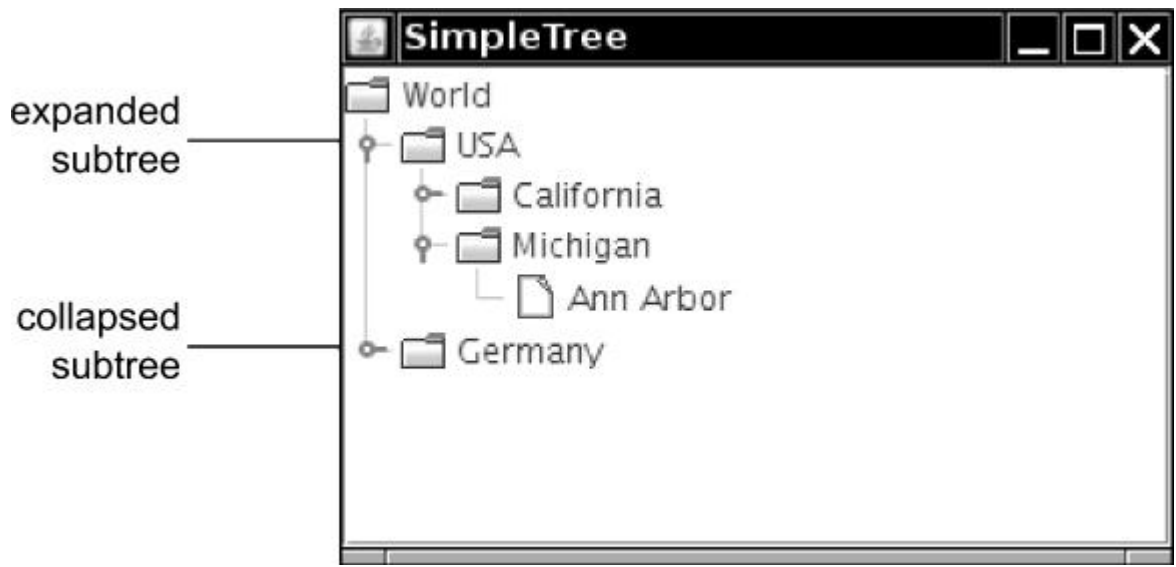 SimpleTree
World
expanded
subtree
USA
California
Michigan
Ann Arbor
collapsed
subtree
Germany